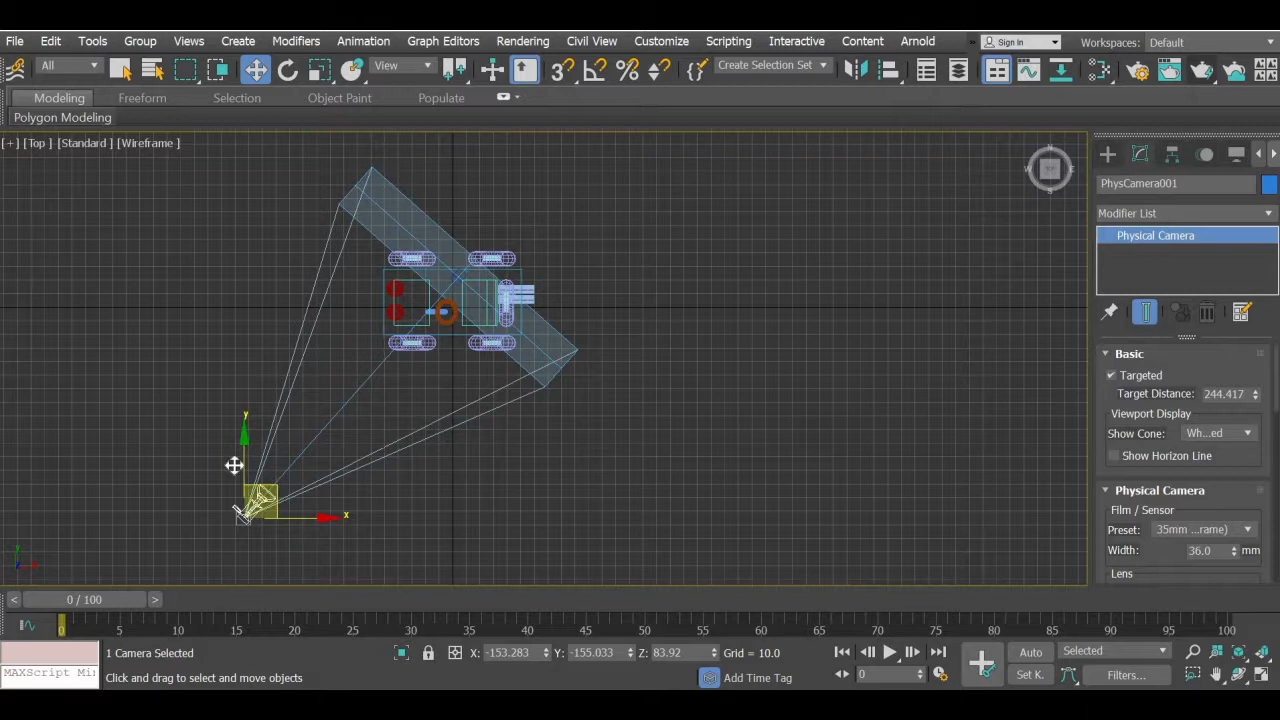 File Edit Tools Group Views Create Modifiers Animation Graph Editors Rendering Civil View Customize Scripting Interactive Content Arnold Sign In Workspaces: Default
All View Create Selection Set
Modeling Freeform Selection Object Paint Populate
Polygon Modeling
[+] [Top ] [Standard ] [Wireframe ]
N
W E
S
PhysCamera001
Modifier List
Physical Camera
Basic
Targeted
Target Distance: 244.417
Viewport Display
Show Cone: Wh...ed
Show Horizon Line
Physical Camera
Film / Sensor
Preset: 35mm ...rame)
Width: 36.0 mm
Lens
y
x
y
< 0 / 100 >
0 5 10 15 20 25 30 35 40 45 50 55 60 65 70 75 80 85 90 95 100
1 Camera Selected X: -153.283 Y: -155.033 Z: 83.92 Grid = 10.0 Auto Selected
MAXScript Mi Click and drag to select and move objects Add Time Tag 0 Set K. Filters...